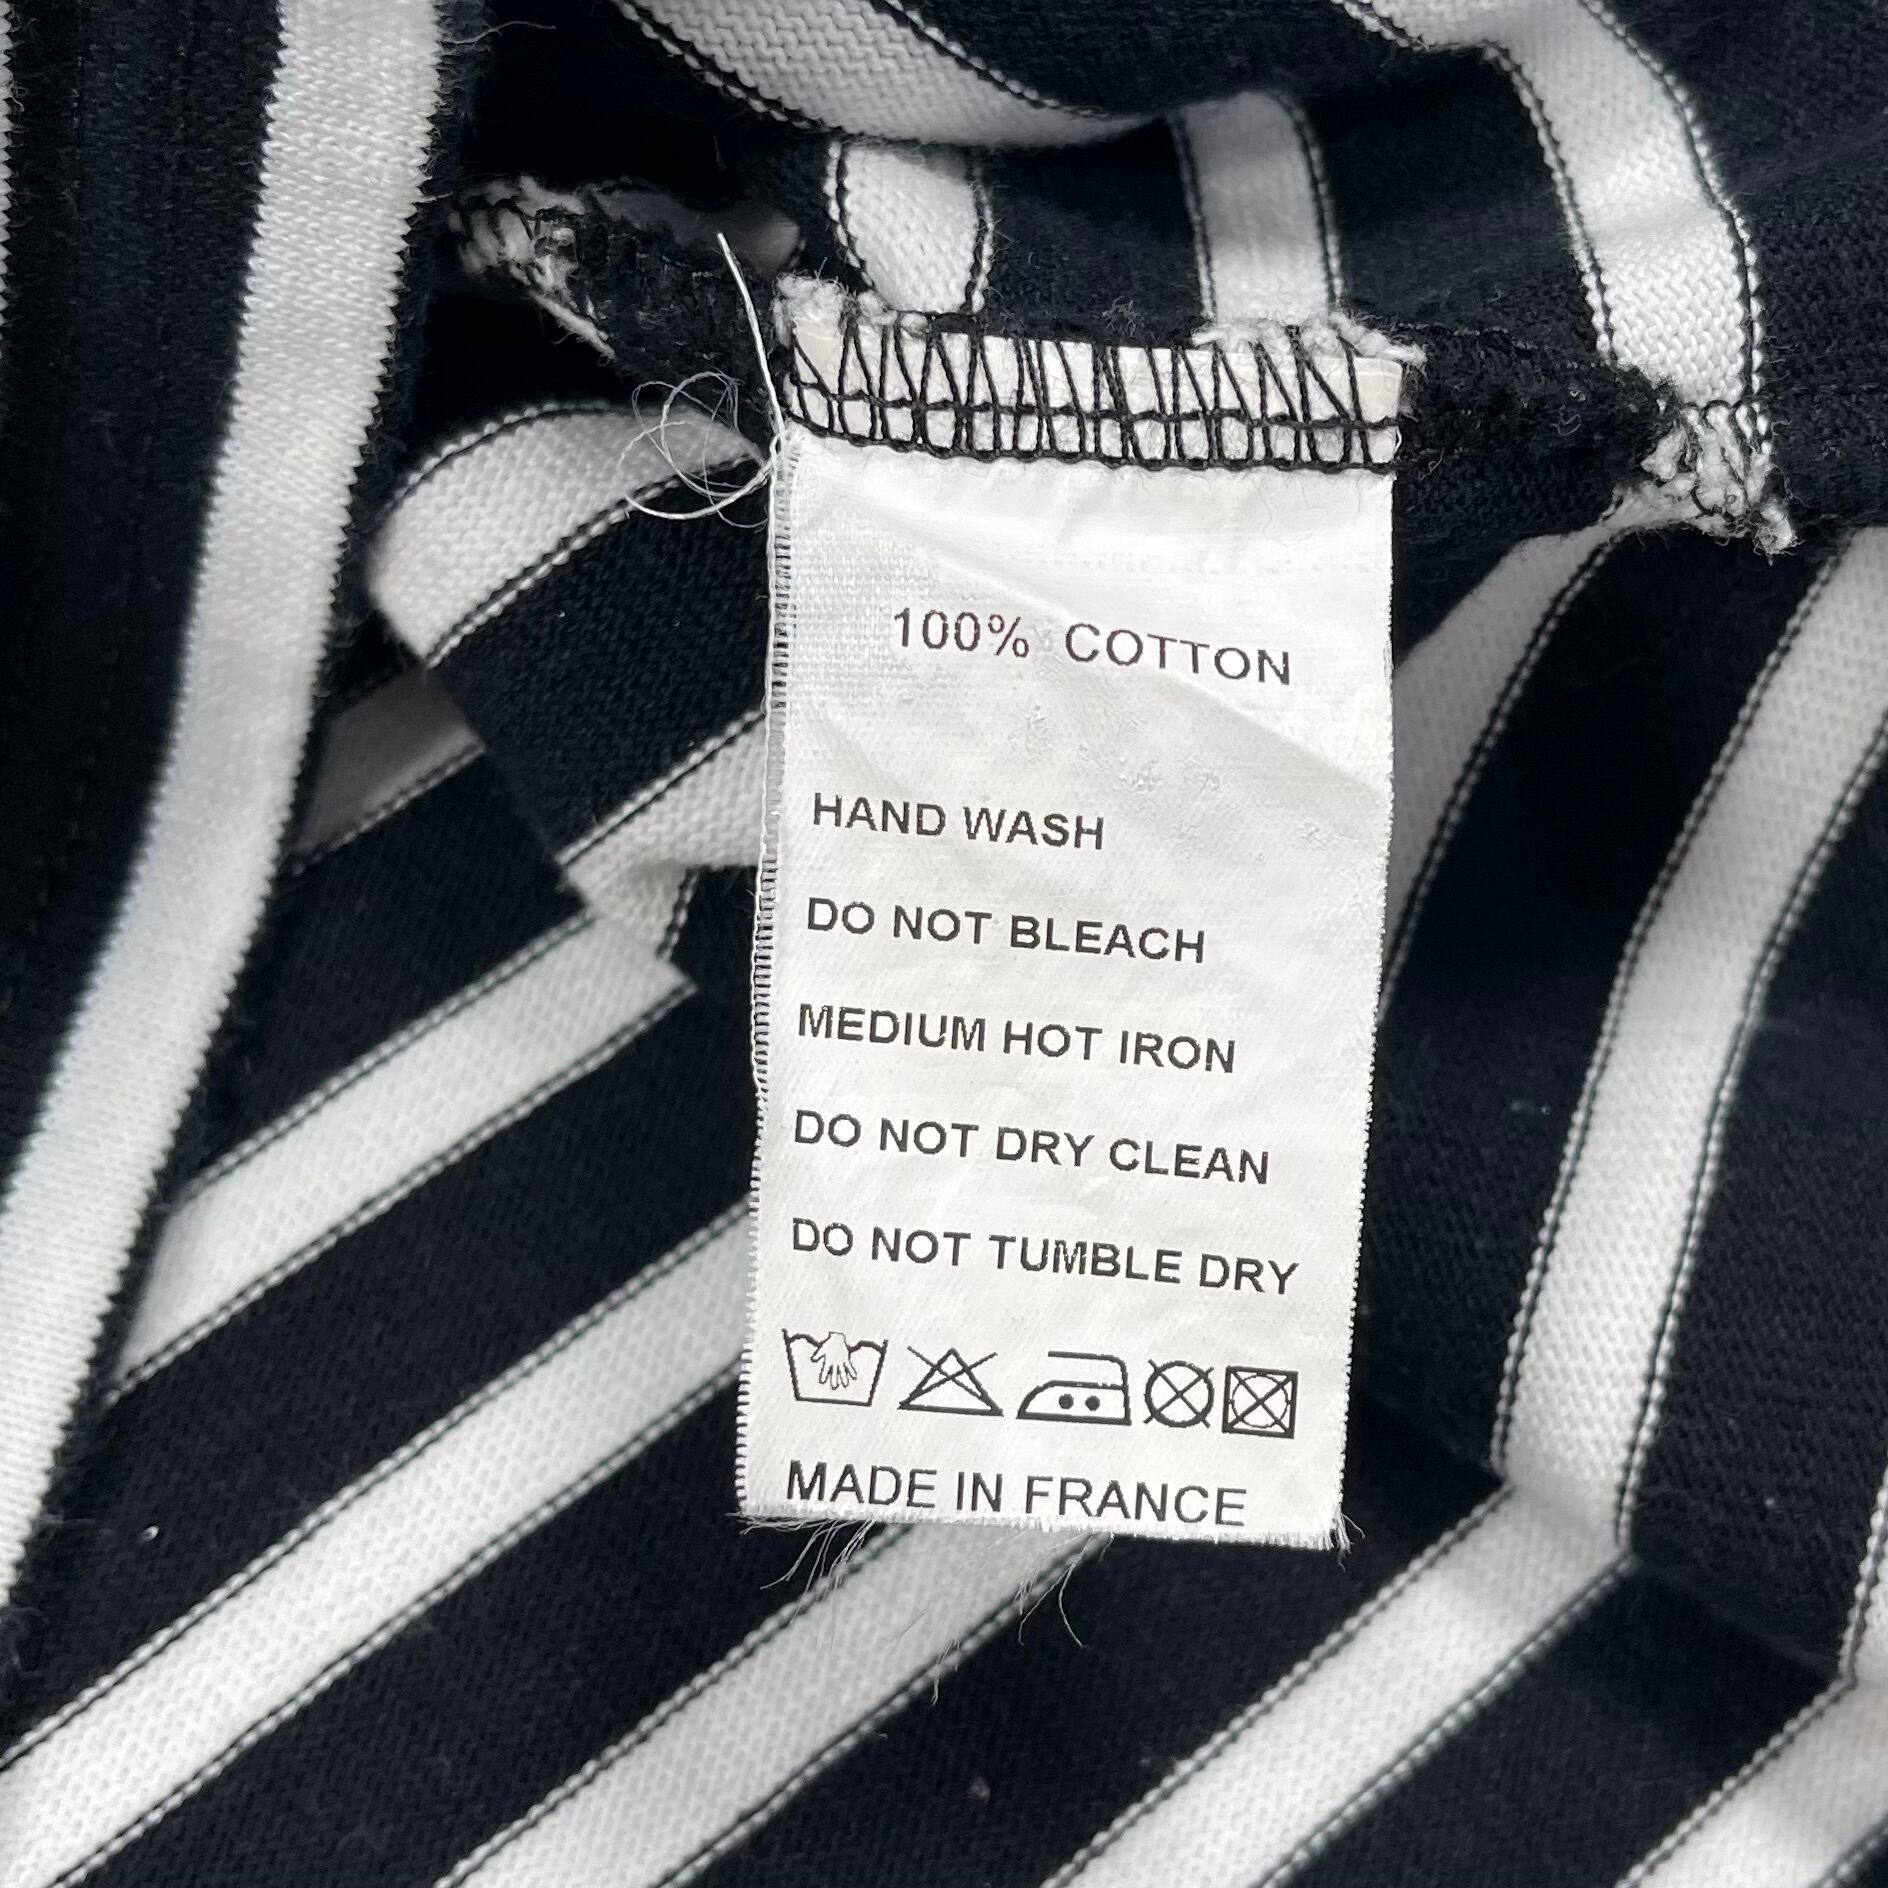 100% COTTON
HAND WASH
DO NOT BLEACH
MEDIUM HOT IRON
DO NOT DRY CLEAN
DO NOT TUMBLE DRY
MADE IN FRANCE